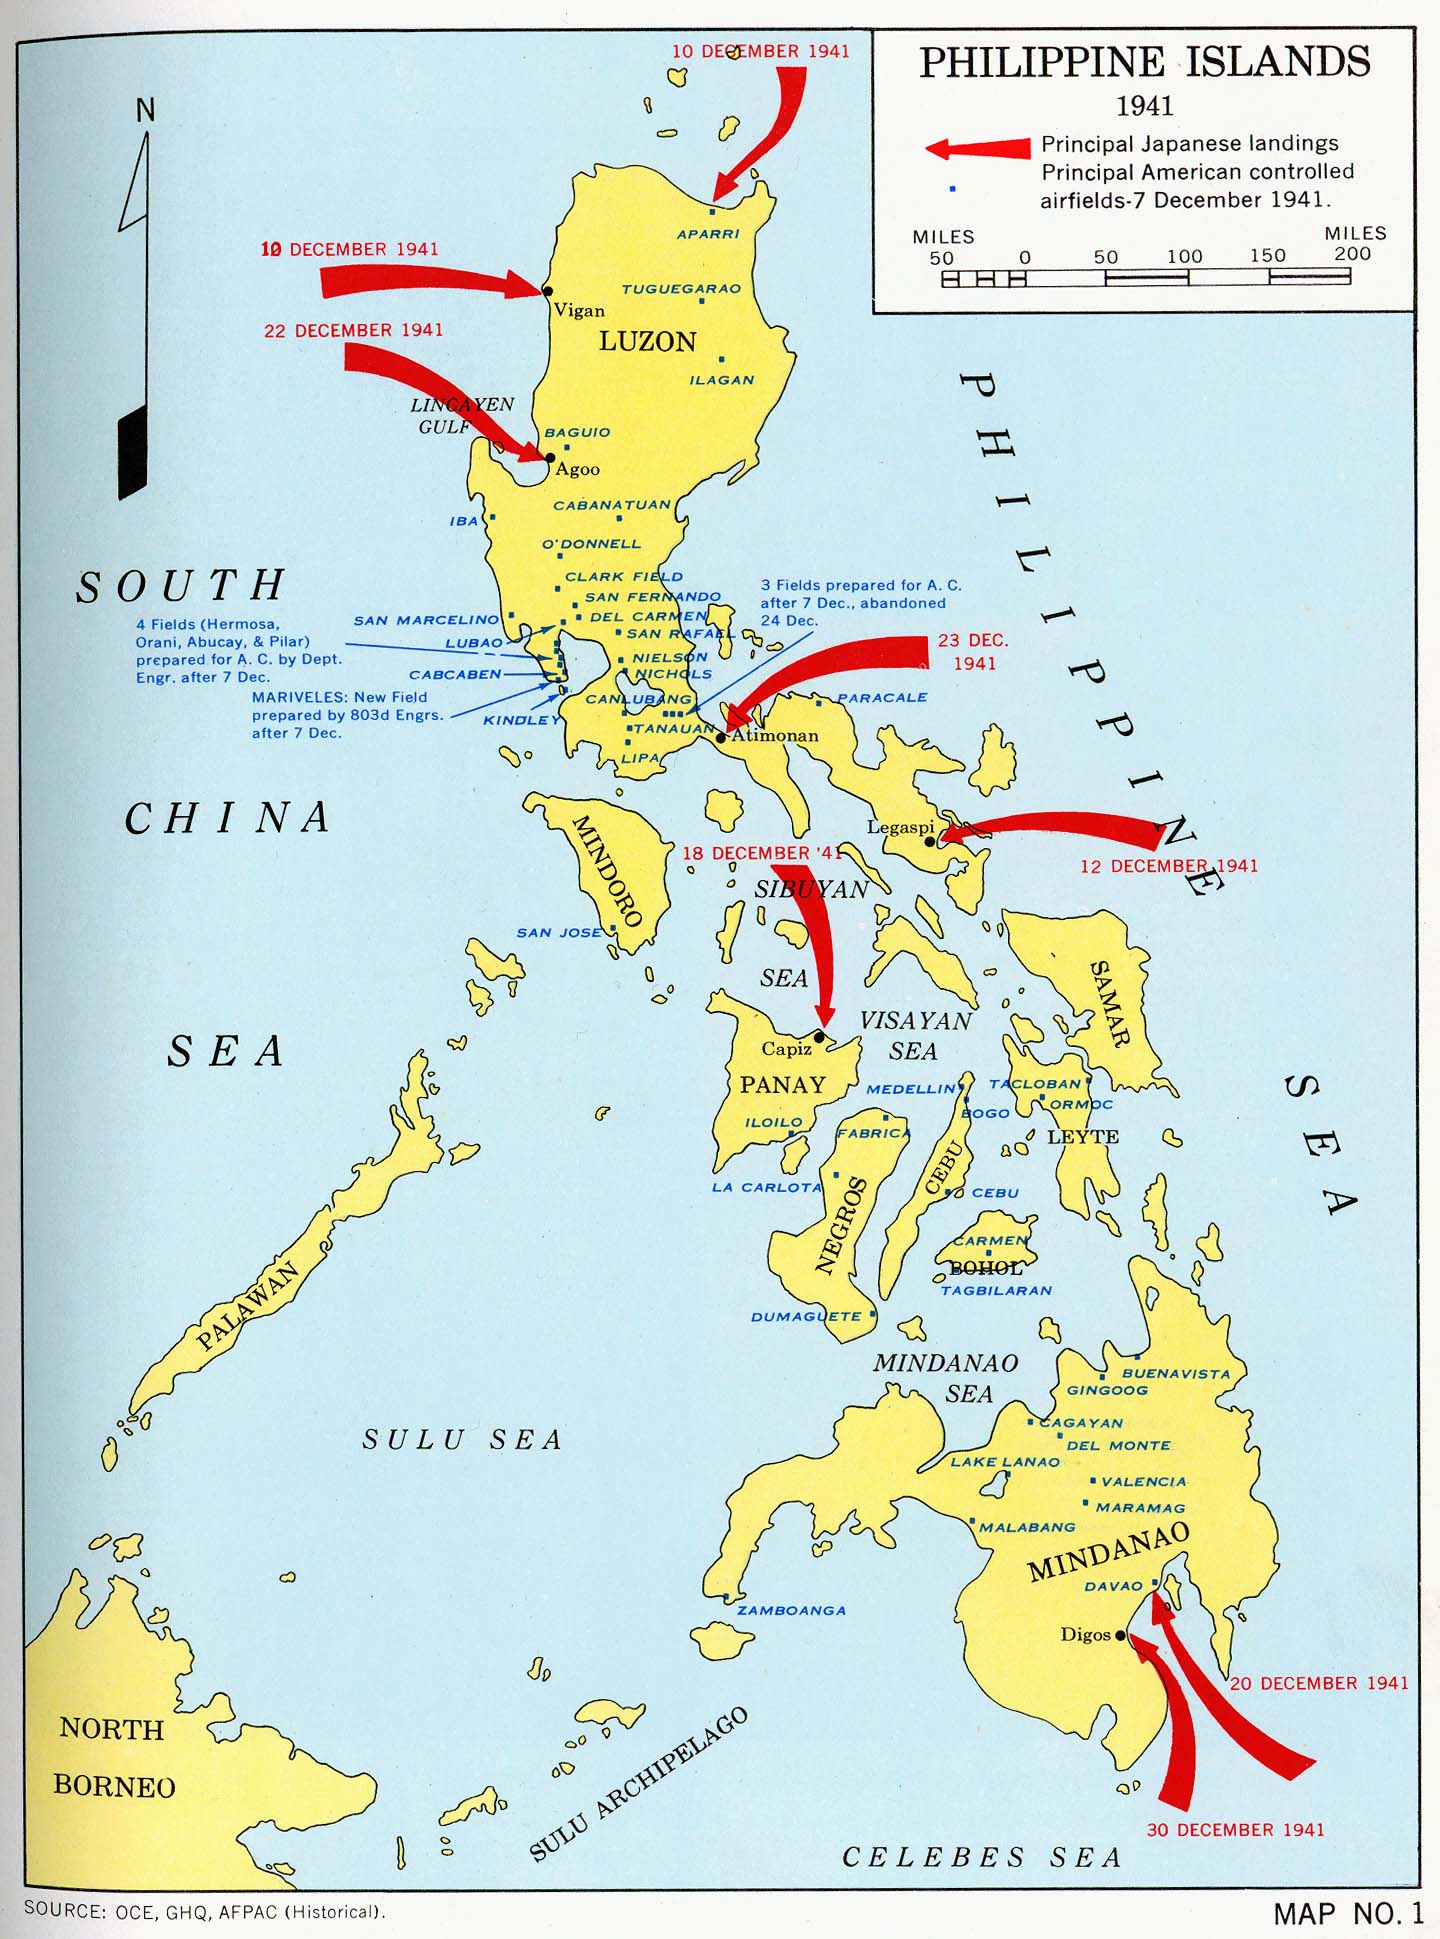 PHILIPPINE ISLANDS
1941
Principal Japanese landings
Principal American controlled
airfields-7 December 1941.
MILES MILES
50 0 50 100 150 200
N
10 DECEMBER 1941
APARRI
DECEMBER 1941
Vigan
TUGUEGARAO
LUZON
22 DECEMBER 1941
ILAGAN
LINGAYEN
GULF
BAGUIO
Agoo
CABANATUAN
IBA
O'DONNELL
CLARK FIELD
SAN FERNANDO
SAN MARCELINO
DEL CARMEN
SAN RAFAEL
LUBAO
NIELSON
NICHOLS
CABCABEN
CANLUBANG
KINDLEY
TANAUAN
LIPA
4 Fields (Hermosa,
Orani, Abucay, & Pilar)
prepared for A. C. by Dept.
Engr. after 7 Dec.
MARIVELES: New Field
prepared by 803d Engrs.
after 7 Dec.
3 Fields prepared for A. C.
after 7 Dec., abandoned
24 Dec.
23 DEC.
1941
PARACALE
Atimonan
SOUTH
CHINA
SEA
PHILIPPINE
SEA
Legaspi
12 DECEMBER 1941
MINDORO
SAN JOSE
18 DECEMBER '41
SIBUYAN
SEA
VISAYAN
SEA
SAMAR
Capiz
PANAY
ILOILO
MEDELLIN
BOGO
TACLOBAN
ORMOC
LEYTE
FABRICA
LA CARLOTA
NEGROS
CEBU
CEBU
CARMEN
BOHOL
TAGBILARAN
DUMAGUETE
PALAWAN
MINDANAO
SEA
BUENAVISTA
GINGOOG
CAGAYAN
DEL MONTE
LAKE LANAO
VALENCIA
MARAMAG
MALABANG
MINDANAO
SULU SEA
DAVAO
ZAMBOANGA
Digos
20 DECEMBER 1941
30 DECEMBER 1941
NORTH
BORNEO
SULU ARCHIPELAGO
CELEBES SEA
SOURCE: OCE, GHQ, AFPAC (Historical).
MAP NO. 1